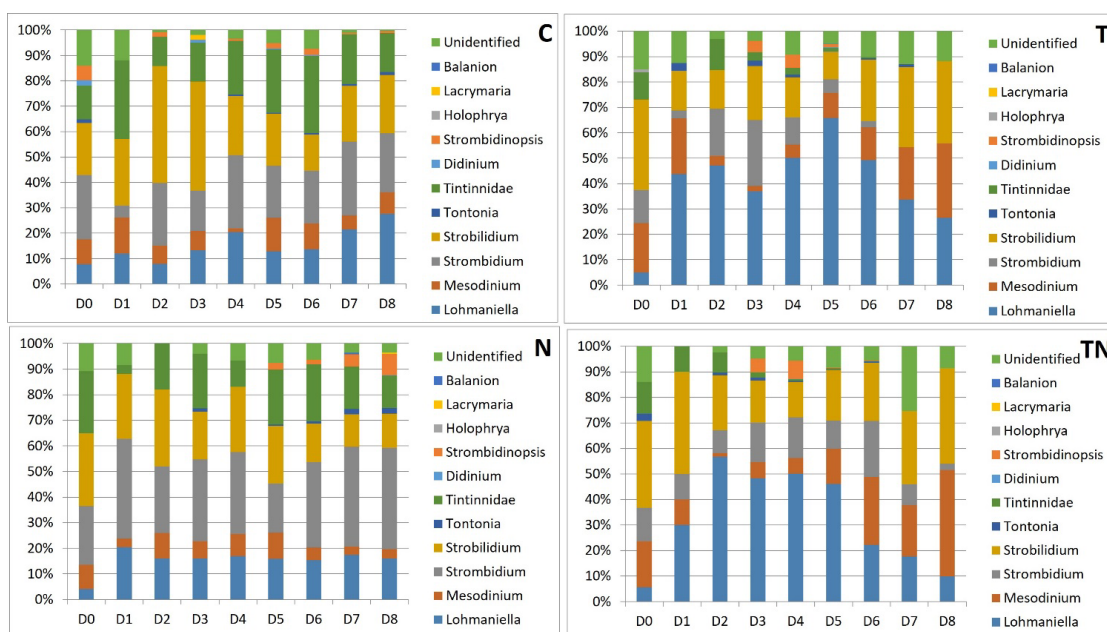 100%
90%
80%
70%
60%
50%
40%
30%
20%
10%
0%
D0 D1 D2 D3 D4 D5 D6 D7 D8
C
Unidentified
Balanion
Lacrymaria
Holophrya
Strombidinopsis
Didinium
Tintinnidae
Tontonia
Strobilidium
Strombidium
Mesodinium
Lohmaniella
100%
90%
80%
70%
60%
50%
40%
30%
20%
10%
0%
D0 D1 D2 D3 D4 D5 D6 D7 D8
Unidentified
Balanion
Lacrymaria
Holophrya
Strombidinopsis
Didinium
Tintinnidae
Tontonia
Strobilidium
Strombidium
Mesodinium
Lohmaniella
100%
90%
80%
70%
60%
50%
40%
30%
20%
10%
0%
D0 D1 D2 D3 D4 D5 D6 D7 D8
N
Unidentified
Balanion
Lacrymaria
Holophrya
Strombidinopsis
Didinium
Tintinnidae
Tontonia
Strobilidium
Strombidium
Mesodinium
Lohmaniella
100%
90%
80%
70%
60%
50%
40%
30%
20%
10%
0%
D0 D1 D2 D3 D4 D5 D6 D7 D8
TN
Unidentified
Balanion
Lacrymaria
Holophrya
Strombidinopsis
Didinium
Tintinnidae
Tontonia
Strobilidium
Strombidium
Mesodinium
Lohmaniella